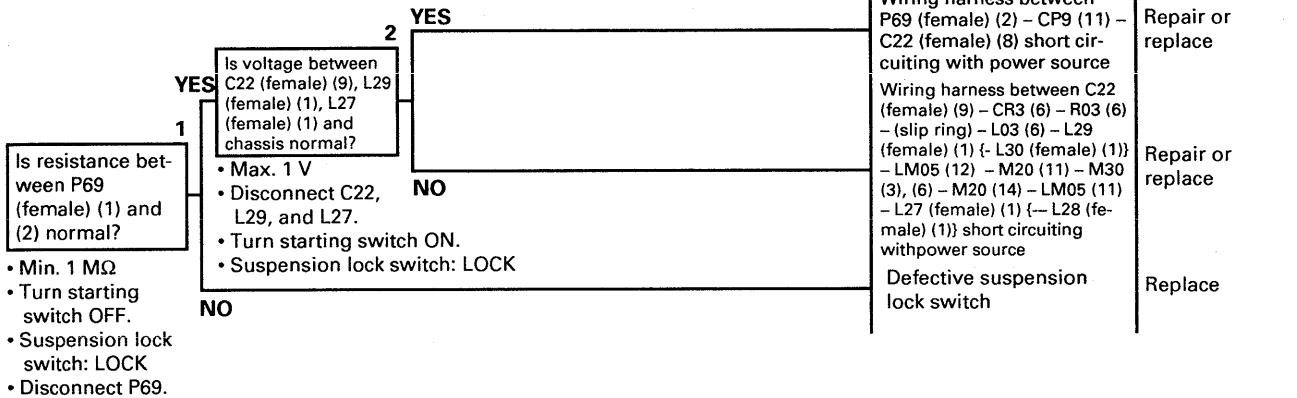 YES
2
Is voltage between
C22 (female) (9), L29
(female) (1), L27
(female) (1) and
chassis normal?
YES
1
Is resistance bet-
ween P69
(female) (1) and
(2) normal?
• Max. 1 V
• Disconnect C22,
L29, and L27.
• Turn starting switch ON.
• Suspension lock switch: LOCK
NO
• Min. 1 MΩ
• Turn starting
switch OFF.
• Suspension lock
switch: LOCK
• Disconnect P69.
NO
Wiring harness between
P69 (female) (2) – CP9 (11) –
C22 (female) (8) short cir-
cuiting with power source
Repair or
replace
Wiring harness between C22
(female) (9) – CR3 (6) – R03 (6)
– (slip ring) – L03 (6) – L29
(female) (1) {- L30 (female) (1)}
– LM05 (12) – M20 (11) – M30
(3), (6) – M20 (14) – LM05 (11)
– L27 (female) (1) {--- L28 (fe-
male) (1)} short circuiting
withpower source
Repair or
replace
Defective suspension
lock switch
Replace